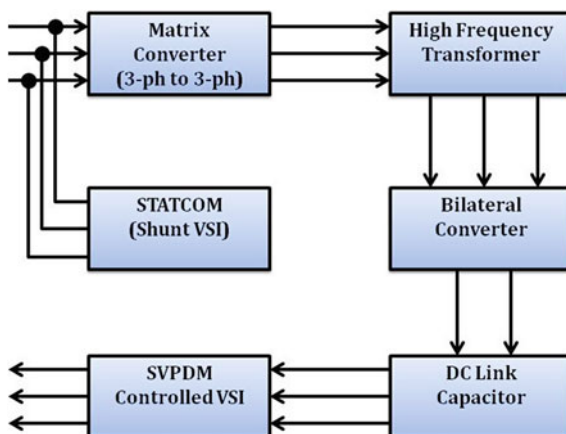 Matrix
Converter
(3-ph to 3-ph)
High Frequency
Transformer
STATCOM
(Shunt VSI)
Bilateral
Converter
SVPDM
Controlled VSI
DC Link
Capacitor